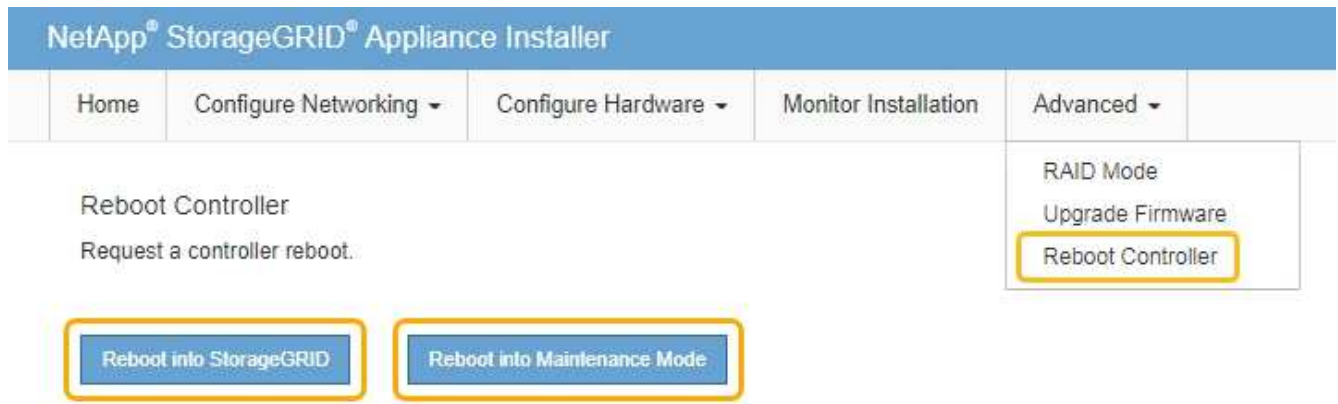 NetApp® StorageGRID® Appliance Installer
Home Configure Networking Configure Hardware Monitor Installation Advanced
RAID Mode
Upgrade Firmware
Reboot Controller
Reboot Controller
Request a controller reboot.
Reboot into StorageGRID Reboot into Maintenance Mode